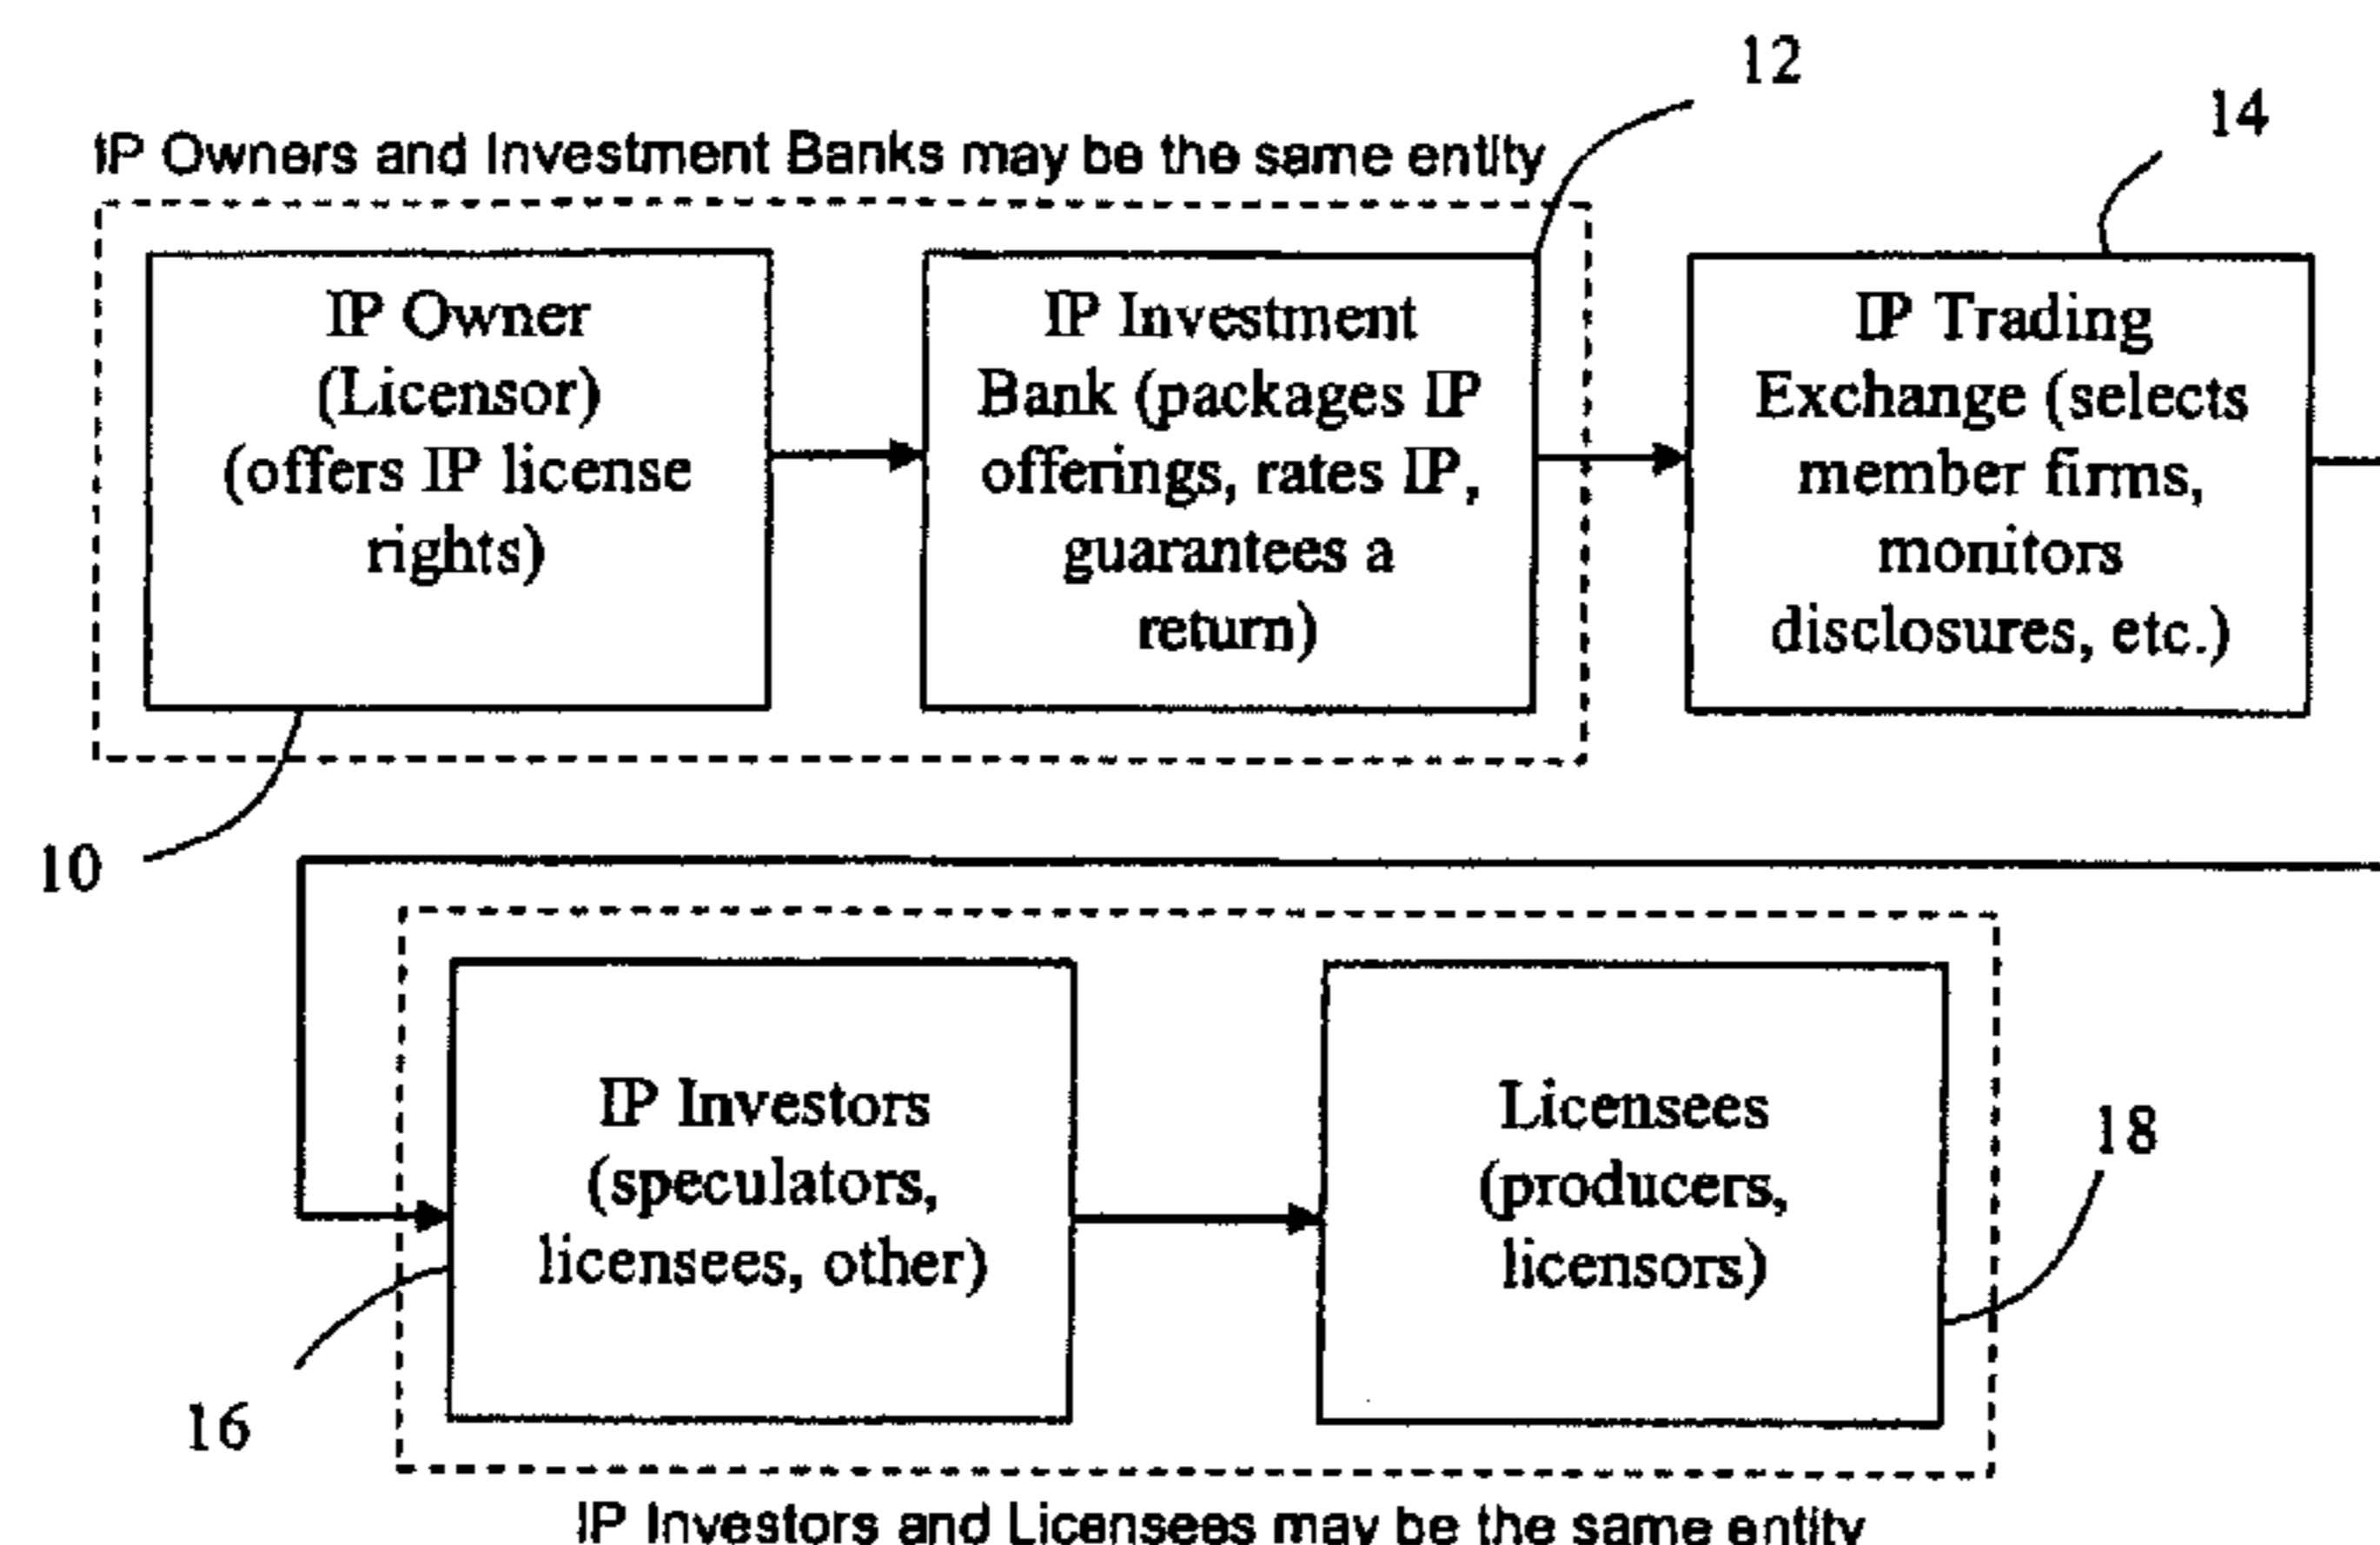 12
14
IP Owners and Investment Banks may be the same entity
IP Owner
(Licensor)
(offers IP license
rights)
IP Investment
Bank (packages IP
offerings, rates IP,
guarantees a
return)
IP Trading
Exchange (selects
member firms,
monitors
disclosures, etc.)
10
IP Investors
(speculators,
licensees, other)
Licensees
(producers,
licensors)
18
16
IP Investors and Licensees may be the same entity